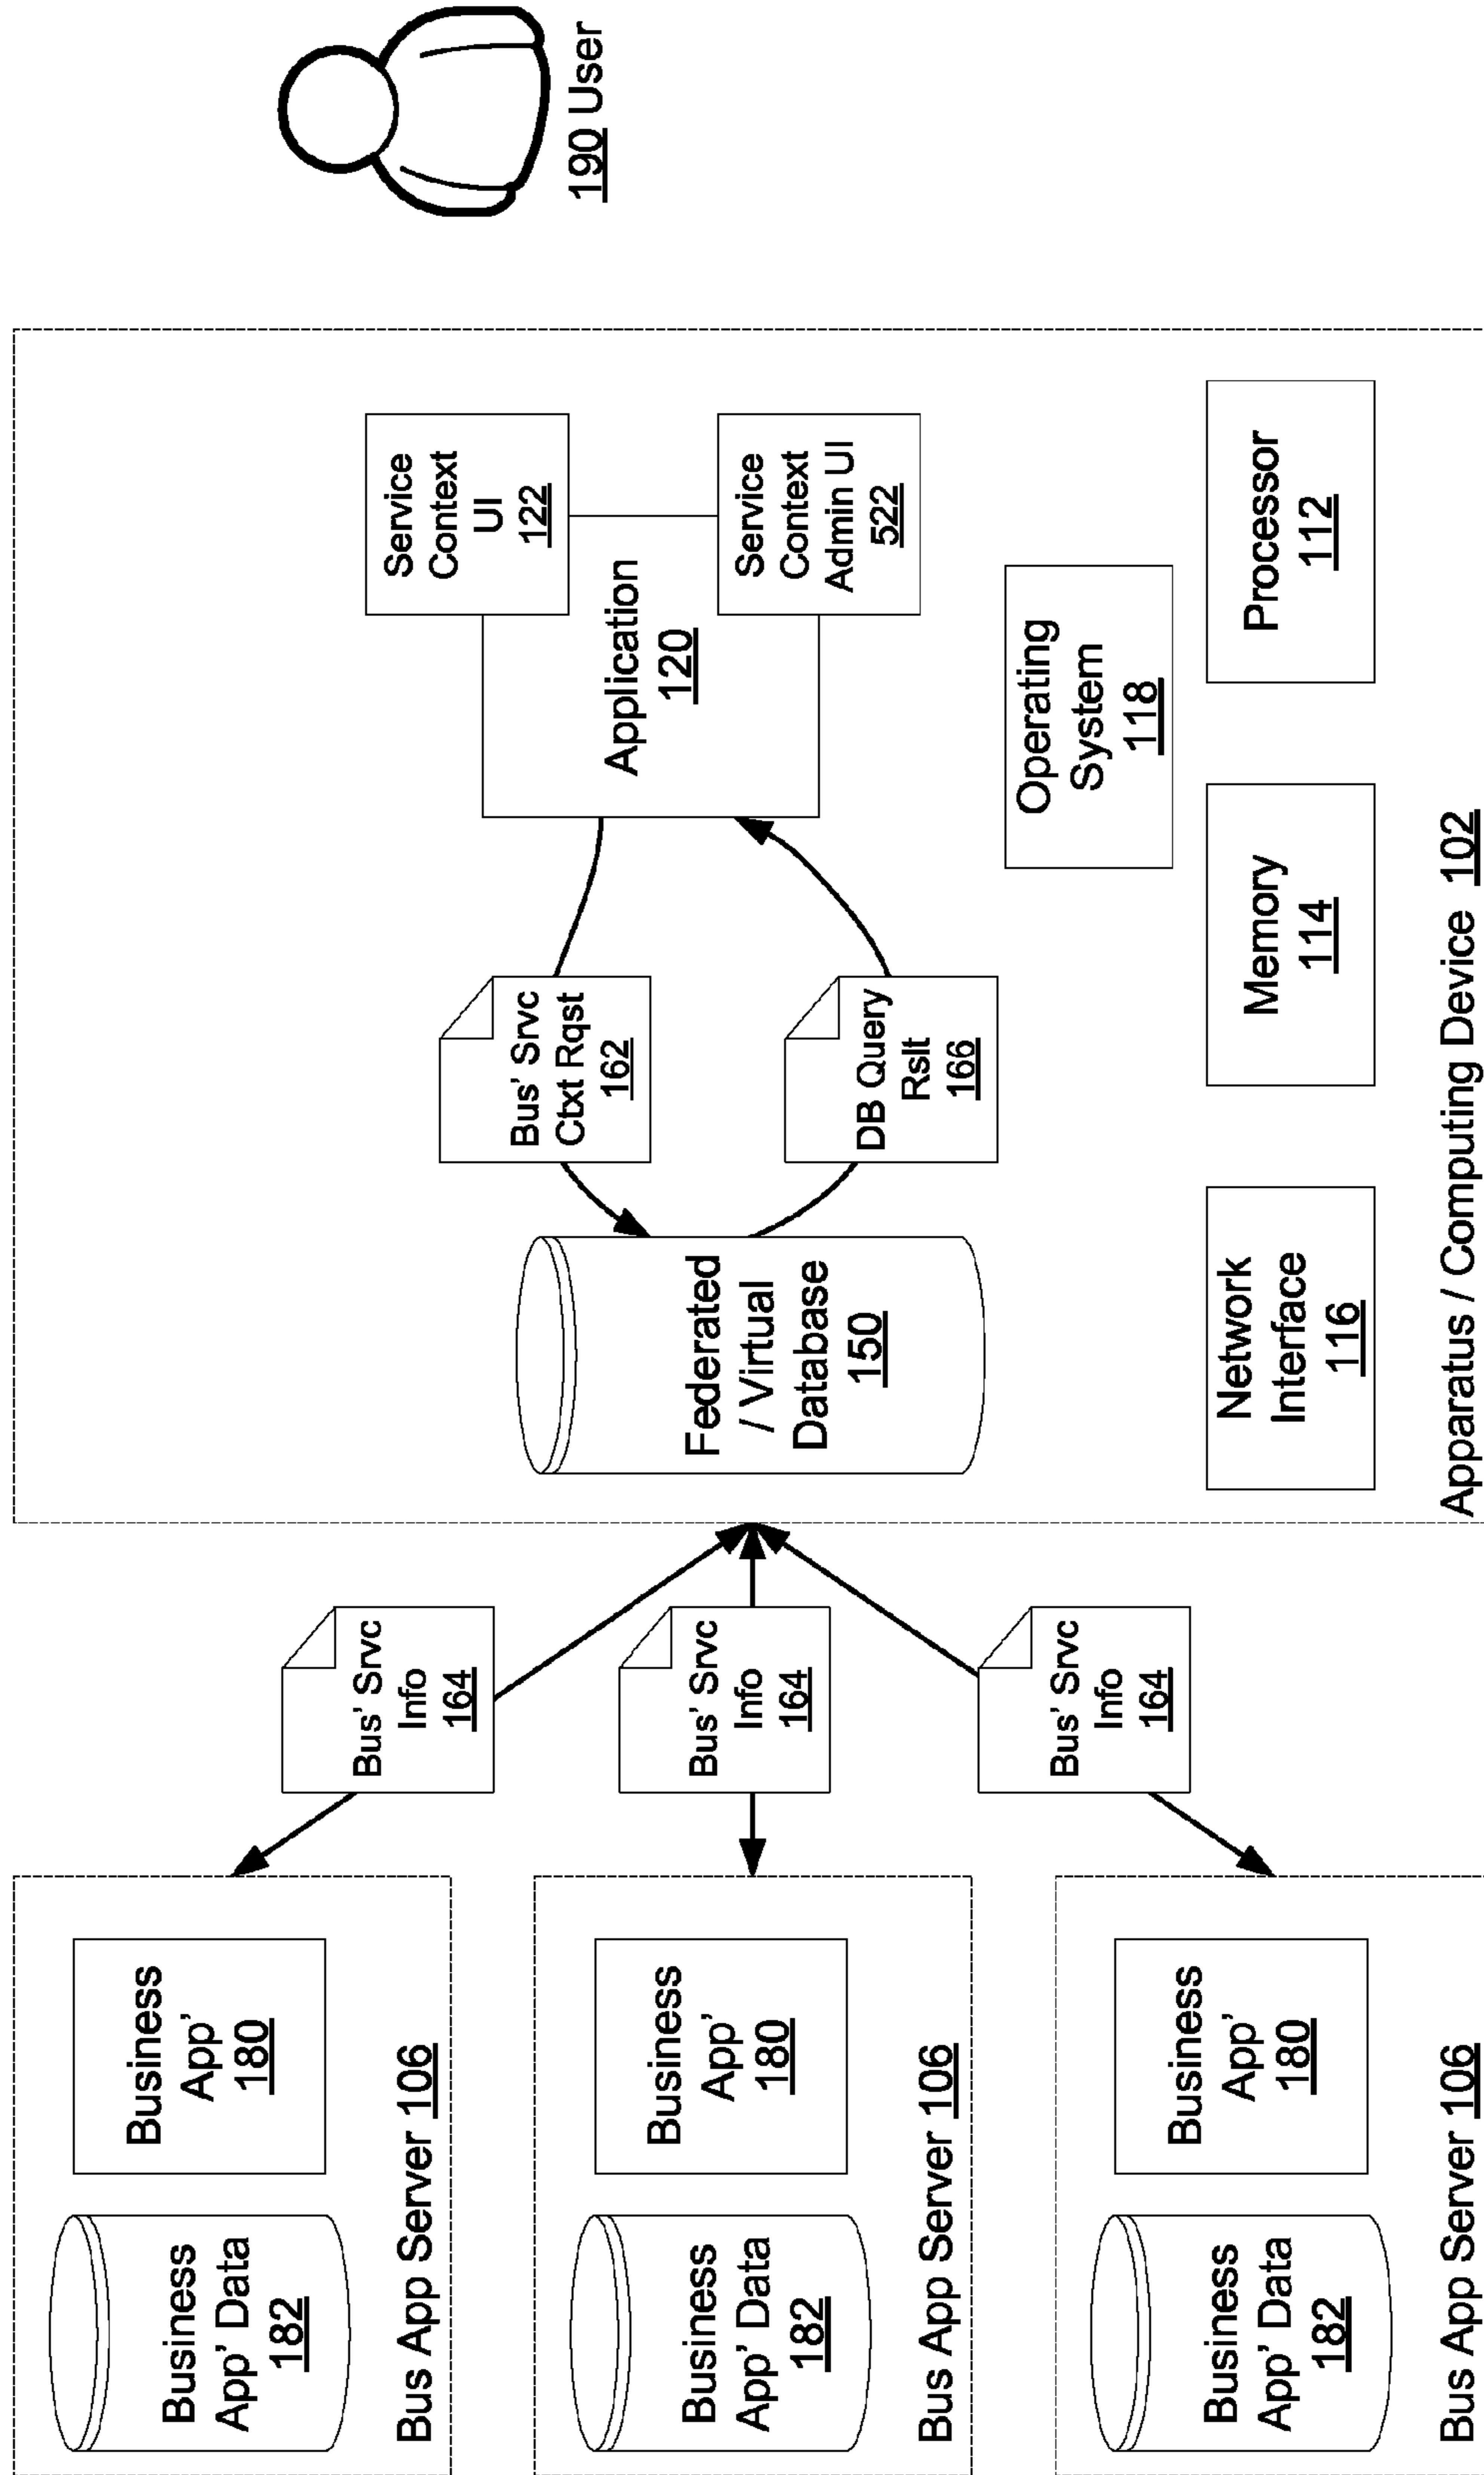 Business
App' Data
182
Business
App'
180
Bus App Server 106
Business
App' Data
182
Business
App'
180
Bus App Server 106
Business
App' Data
182
Business
App'
180
Bus App Server 106
Bus' Srvc
Info
164
Bus' Srvc
Info
164
Bus' Srvc
Info
164
Federated
/ Virtual
Database
150
Bus' Srvc
Ctxt Rqst
162
DB Query
Rslt
166
Application
120
Service
Context
UI
122
Service
Context
Admin UI
522
Operating
System
118
Network
Interface
116
Memory
114
Processor
112
Apparatus / Computing Device 102
190 User